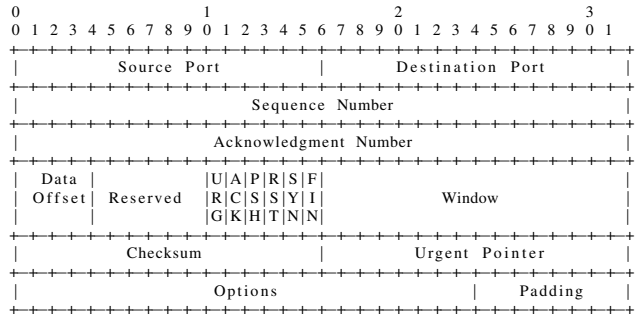 0 1 2 3
0 1 2 3 4 5 6 7 8 9 0 1 2 3 4 5 6 7 8 9 0 1 2 3 4 5 6 7 8 9 0 1
Source Port | Destination Port
Sequence Number
Acknowledgment Number
Data | |U|A|P|R|S|F|
Offset| Reserved |R|C|S|S|Y|I| Window
| |G|K|H|T|N|N|
Checksum | Urgent Pointer
Options | Padding